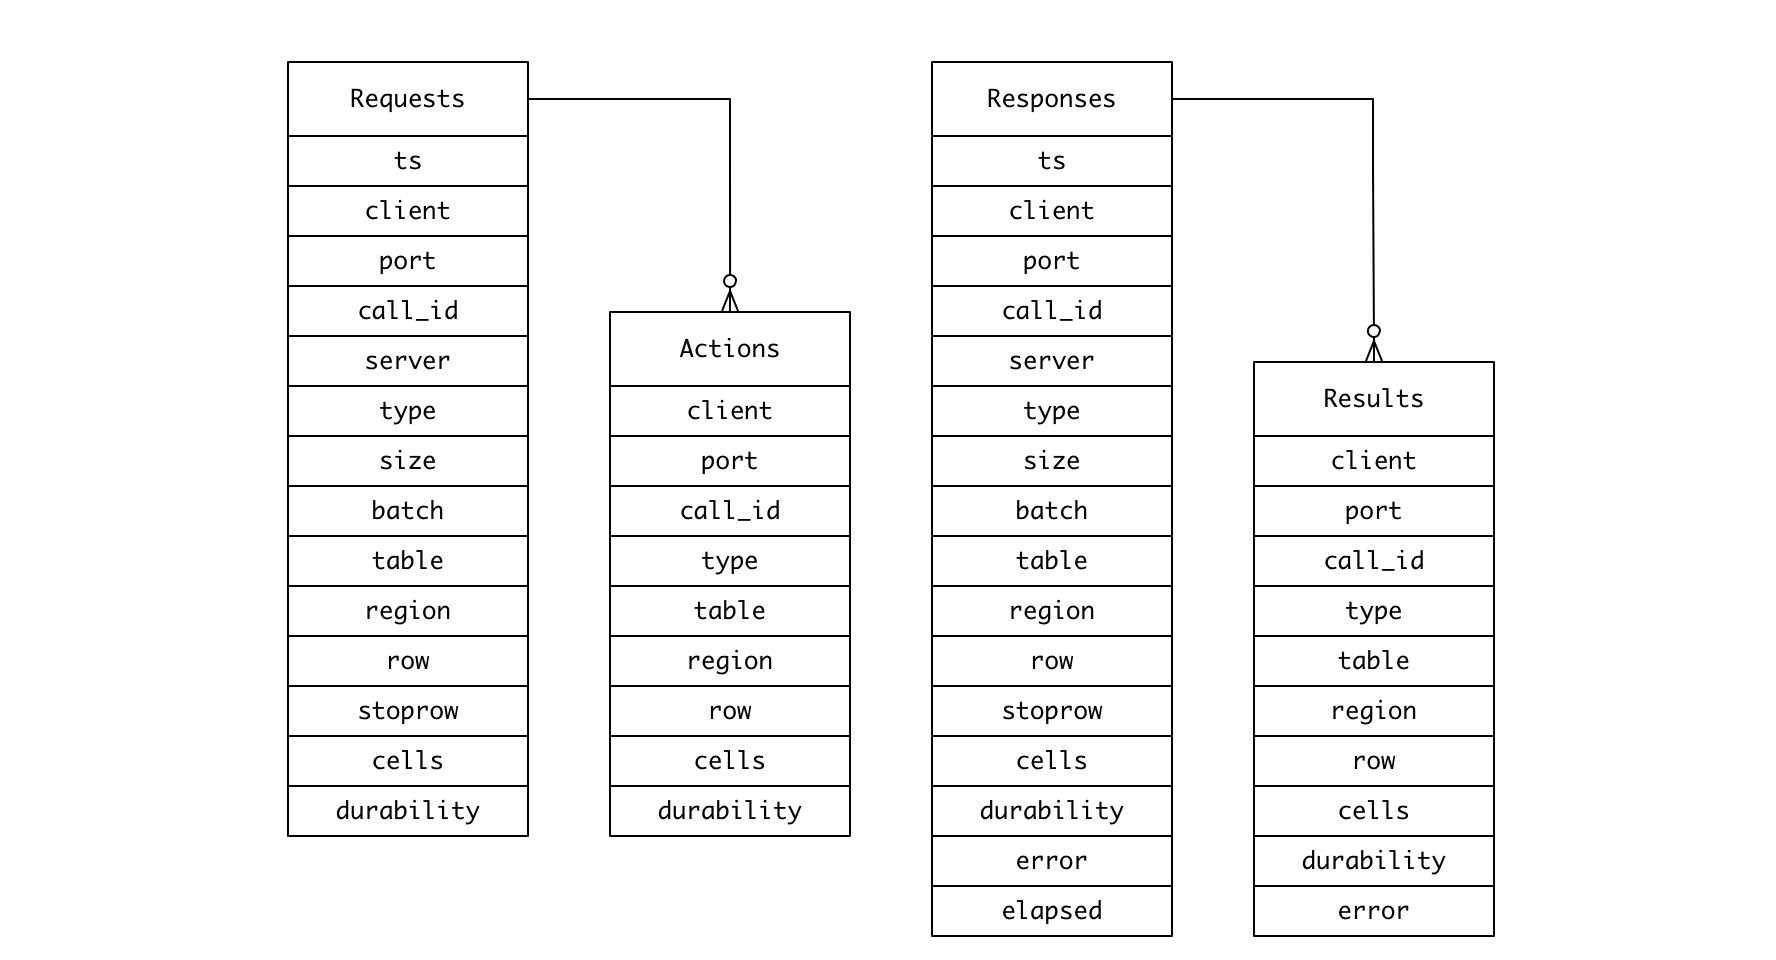 Requests
ts
client
port
call_id
server
type
size
batch
table
region
row
stoprow
cells
durability
Actions
client
port
call_id
type
table
region
row
cells
durability
Responses
ts
client
port
call_id
server
type
size
batch
table
region
row
stoprow
cells
durability
error
elapsed
Results
client
port
call_id
type
table
region
row
cells
durability
error